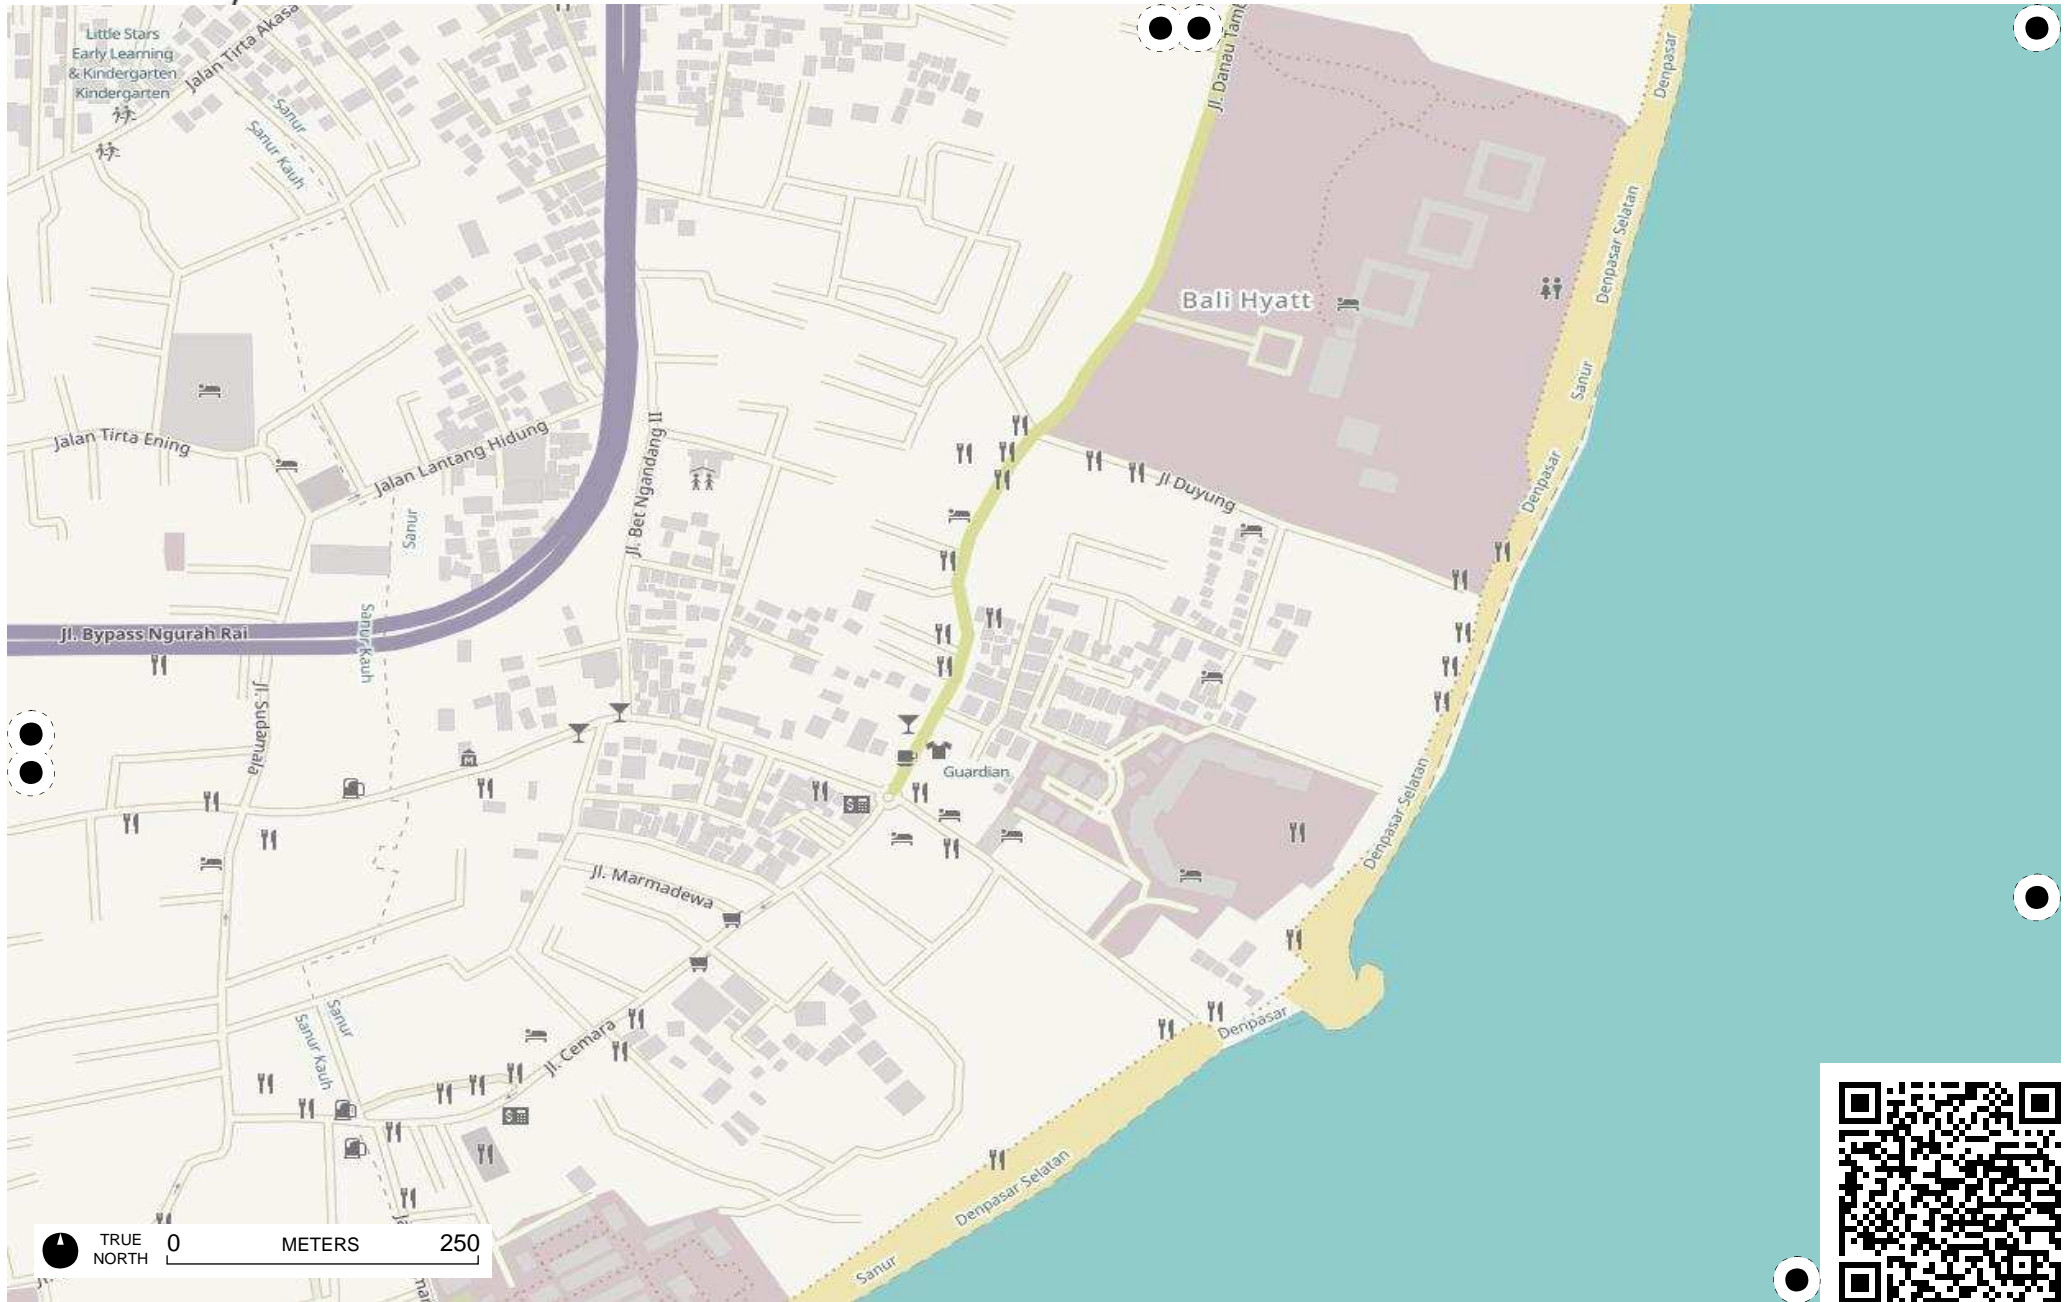 Little Stars
Early Learning
& Kindergarten
Kindergarten
Jalan Tirta Akasa
Sanur
Sanur Kauh
Jl. Danau Tamb
Denpasar
Denpasar Selatan
Bali Hyatt
Sanur
Denpasar
Jalan Tirta Ening
Jalan Lantang Hidung
Jl. Bet Ngandang II
Jl Duyung
Sanur
Sanur Kauh
Jl. Bypass Ngurah Rai
Jl. Sudamala
Guardian
Denpasar Selatan
Jl. Marmadewa
Sanur
Sanur Kauh
Jl. Cemara
Denpasar
Denpasar Selatan
Sanur
TRUE
NORTH
0 METERS 250